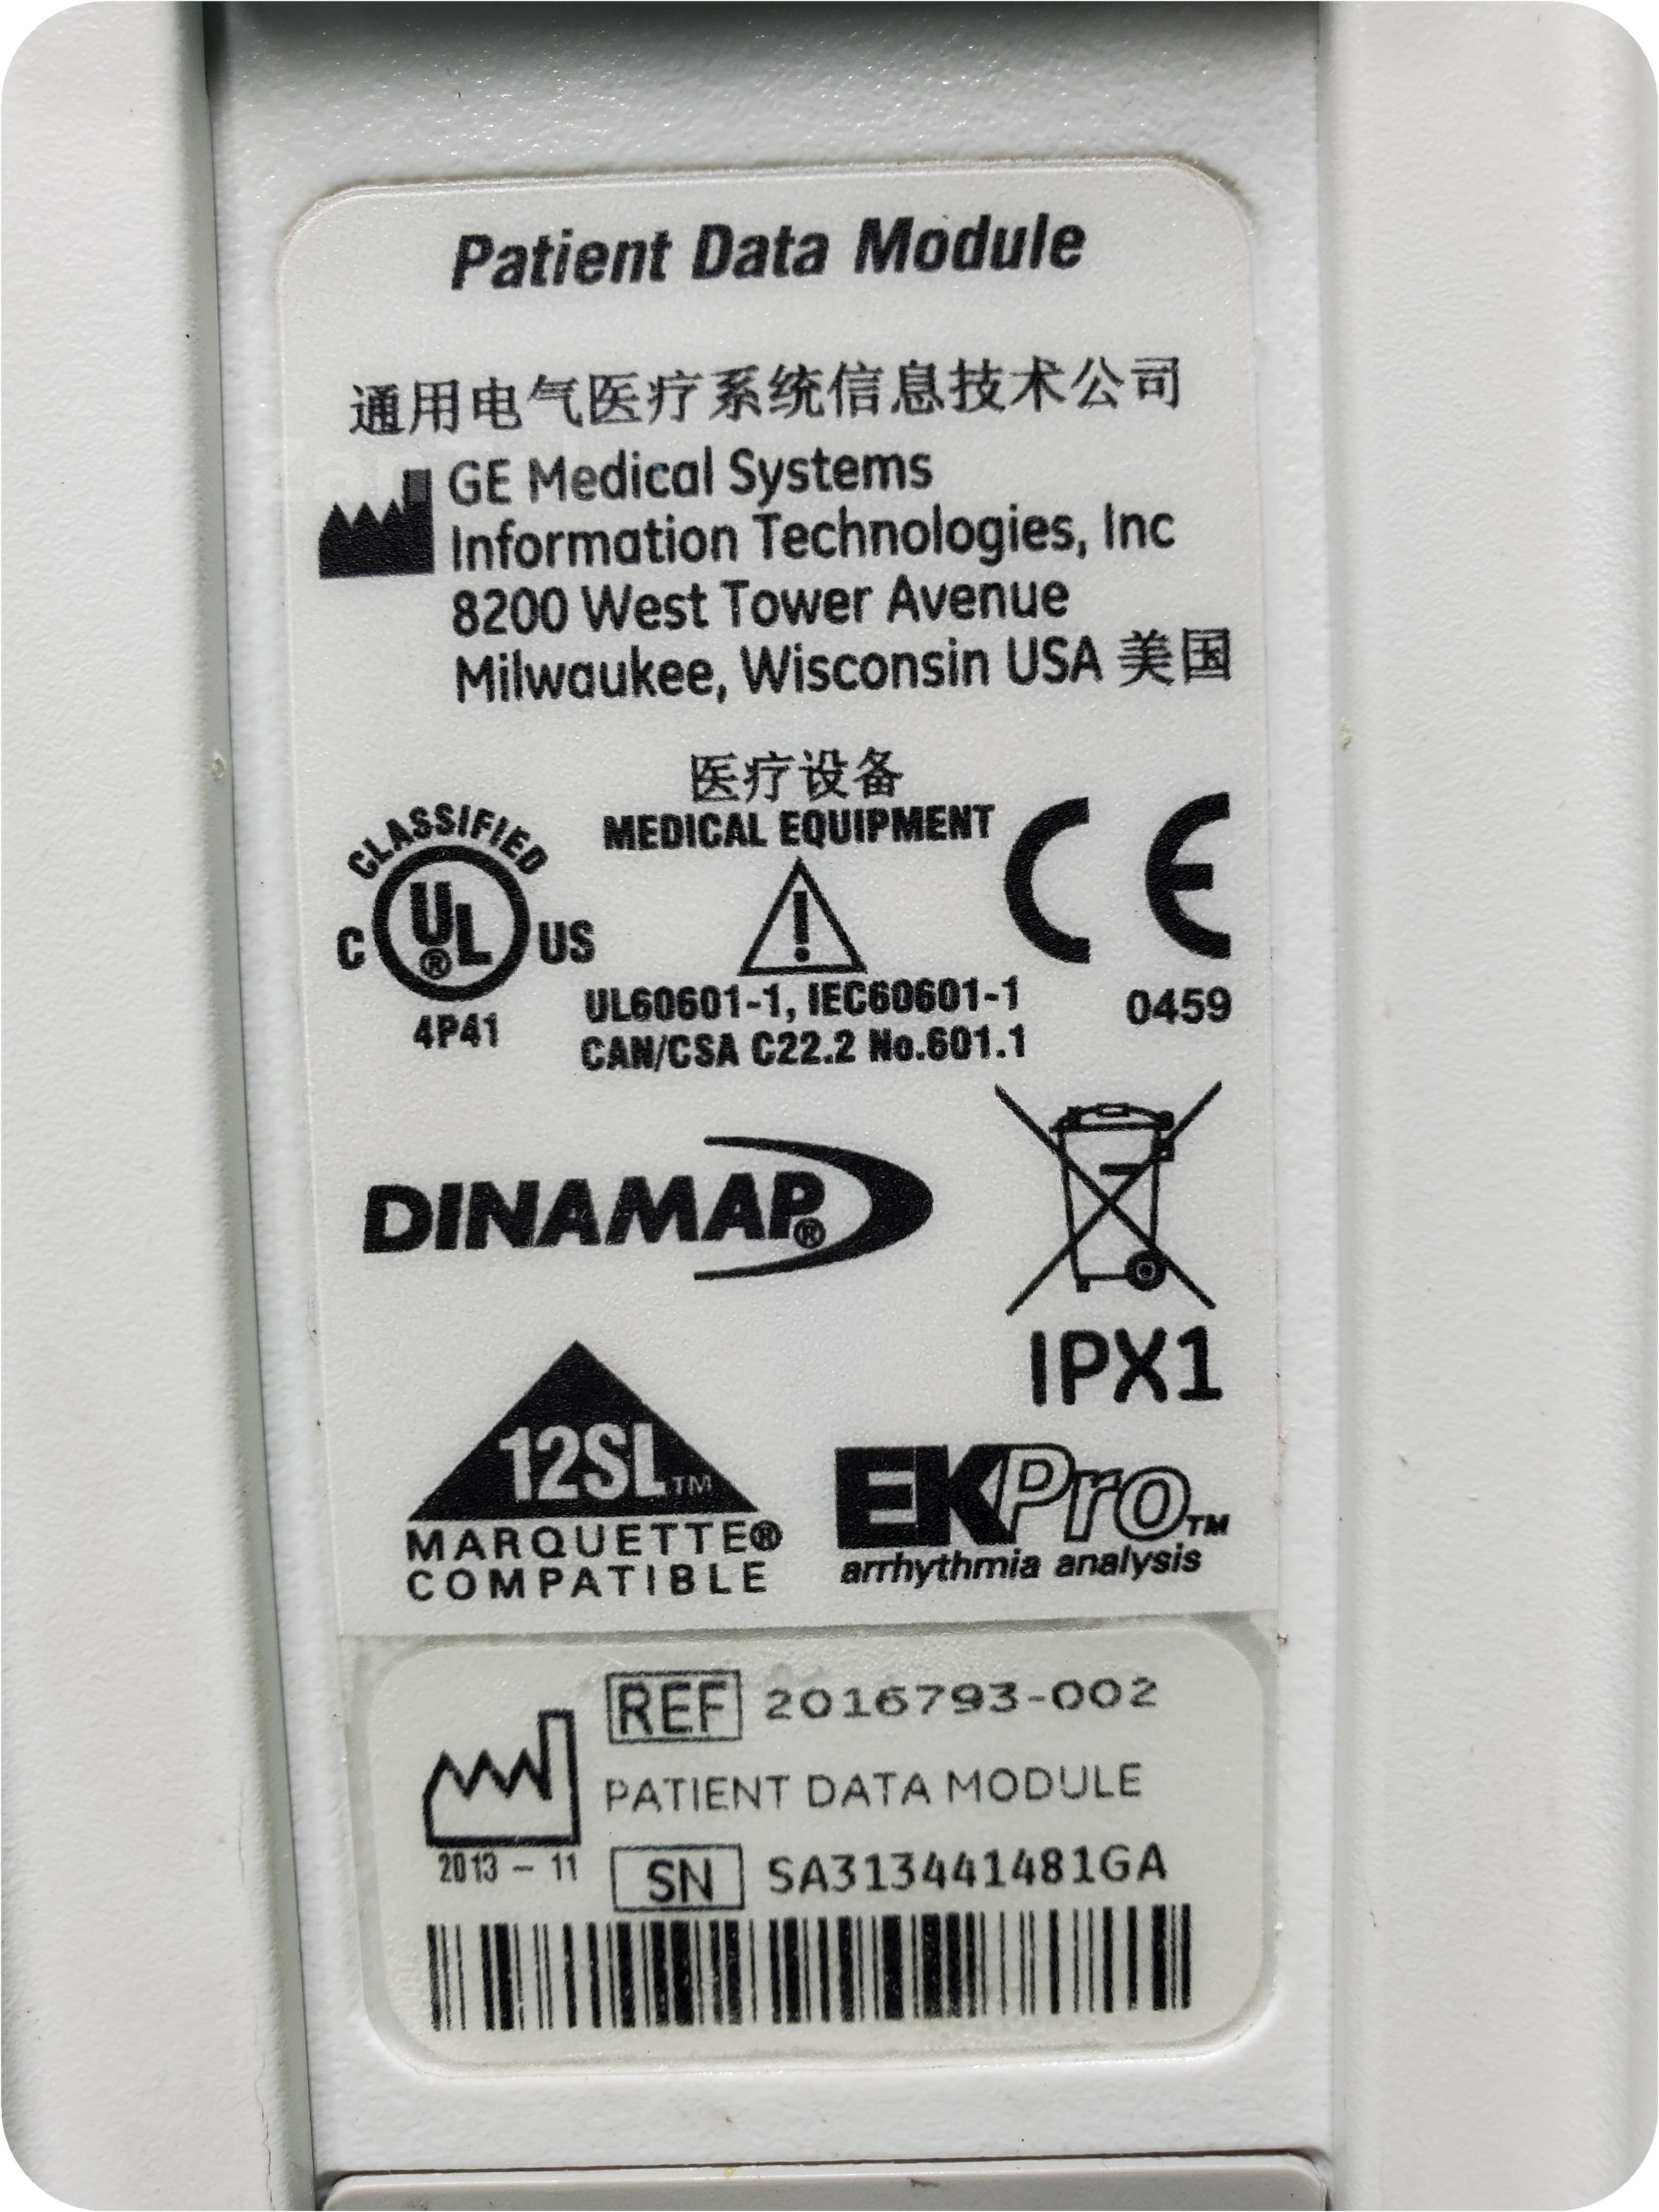 Patient Data Module
通用电气医疗系统信息技术公司
GE Medical Systems
Information Technologies, Inc
8200 West Tower Avenue
Milwaukee, Wisconsin USA 美国
医疗设备
MEDICAL EQUIPMENT
CLASSIFIED
C UL® US
4P41
!
UL60601-1, IEC60601-1
CAN/CSA C22.2 No.601.1
CE
0459
DINAMAP®
IPX1
12SL™
MARQUETTE®
COMPATIBLE
EKPro™
arrhythmia analysis
REF 2016793-002
PATIENT DATA MODULE
2013 - 11
SN SA313441481GA